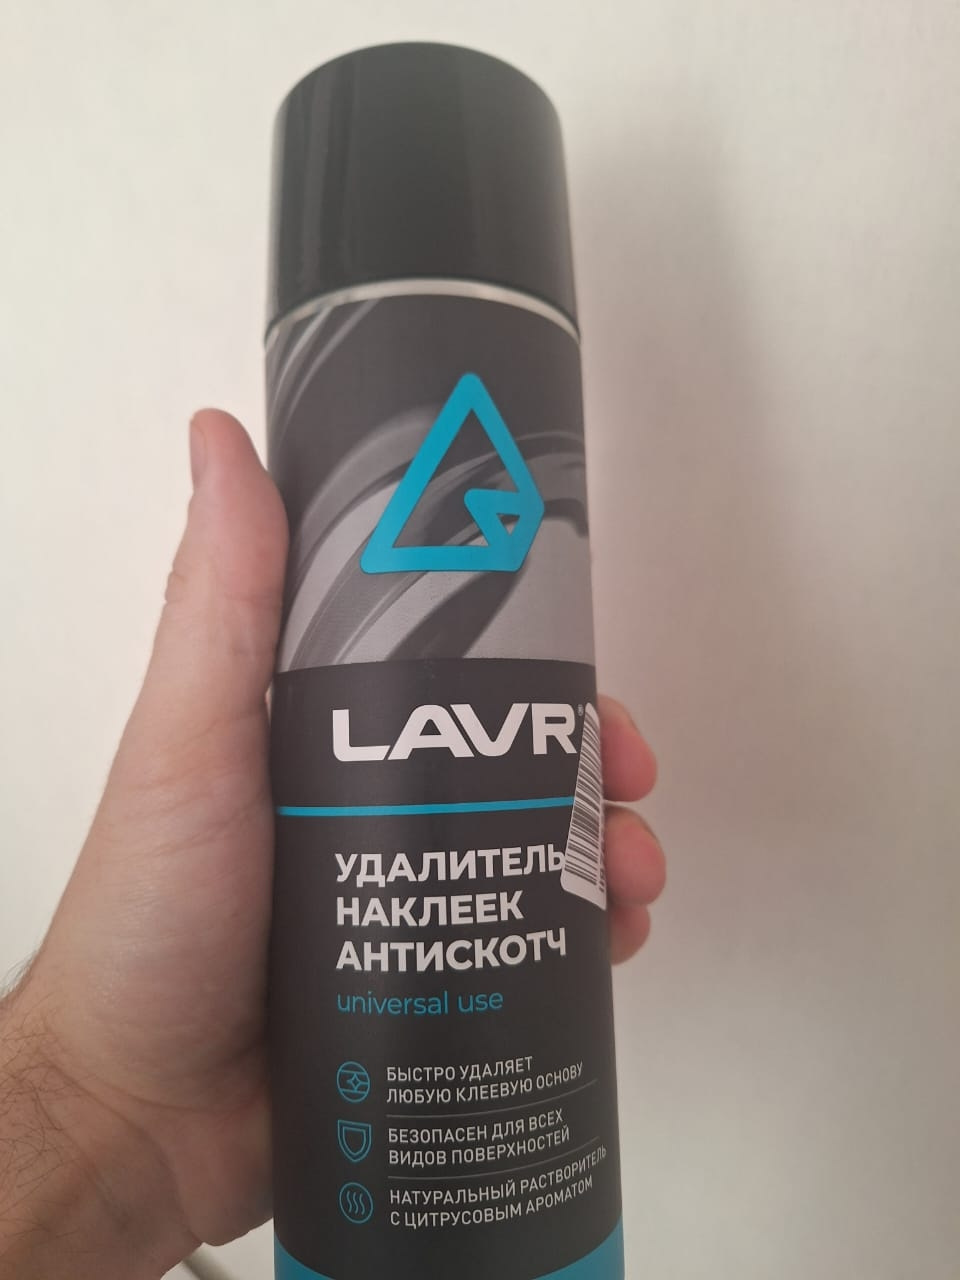 LAVR®
УДАЛИТЕЛЬ
НАКЛЕЕК
АНТИСКОТЧ
universal use
БЫСТРО УДАЛЯЕТ
ЛЮБУЮ КЛЕЕВУЮ ОСНОВУ
БЕЗОПАСЕН ДЛЯ ВСЕХ
ВИДОВ ПОВЕРХНОСТЕЙ
НАТУРАЛЬНЫЙ РАСТВОРИТЕЛЬ
С ЦИТРУСОВЫМ АРОМАТОМ